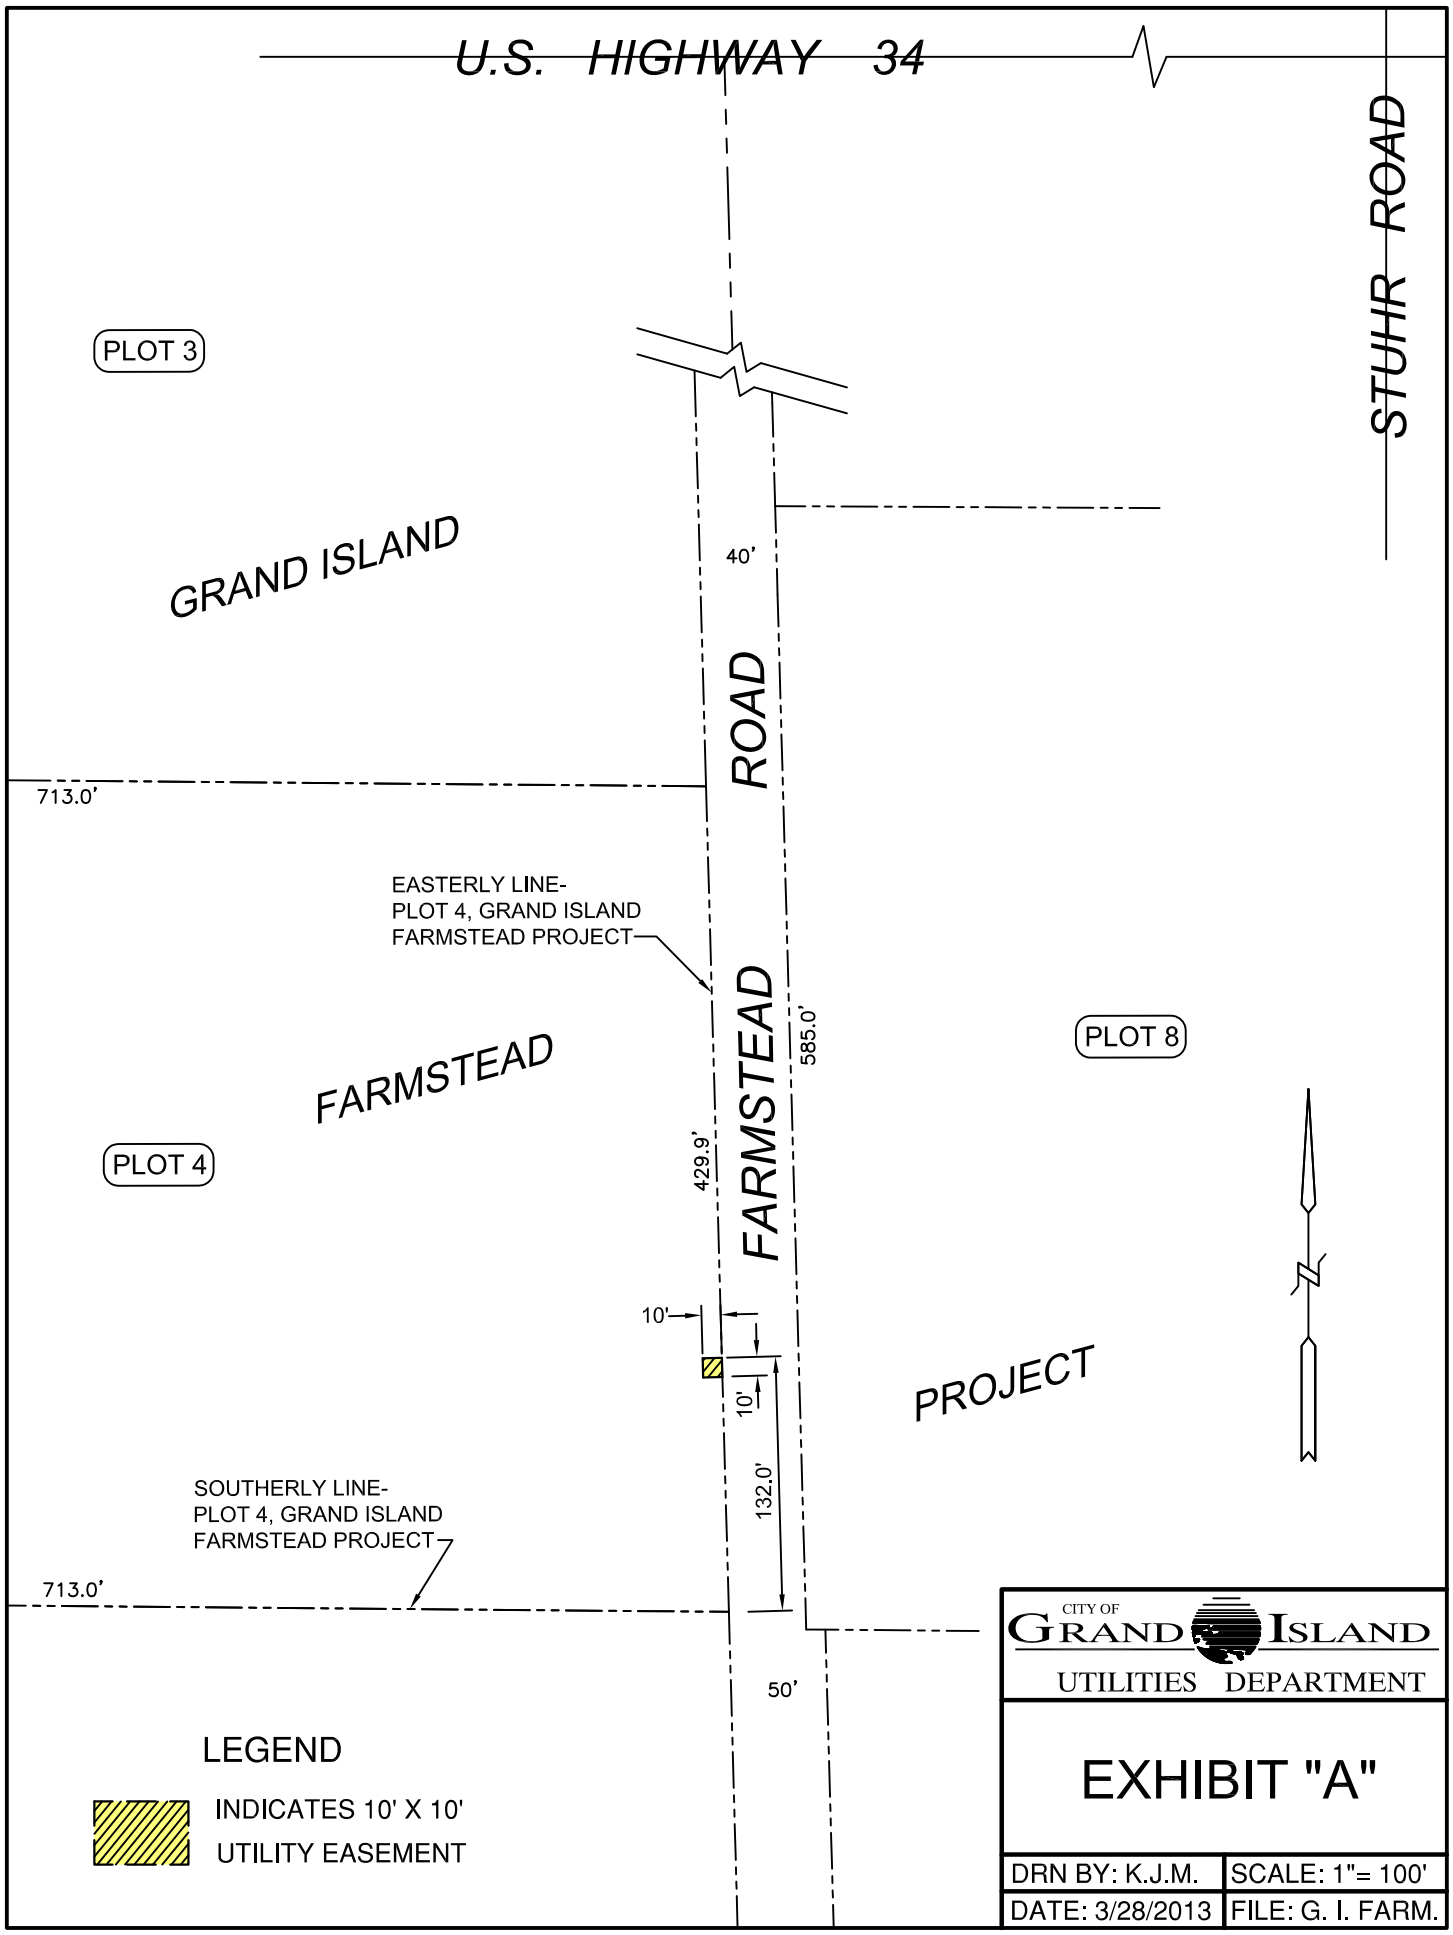 U.S. HIGHWAY 34
STUHR ROAD
PLOT 3
GRAND ISLAND
40'
ROAD
713.0'
EASTERLY LINE-
PLOT 4, GRAND ISLAND
FARMSTEAD PROJECT
FARMSTEAD
585.0'
PLOT 8
FARMSTEAD
429.9'
PLOT 4
N
10'
10'
PROJECT
132.0'
SOUTHERLY LINE-
PLOT 4, GRAND ISLAND
FARMSTEAD PROJECT
713.0'
50'
LEGEND
INDICATES 10' X 10'
UTILITY EASEMENT
CITY OF
GRAND ISLAND
UTILITIES DEPARTMENT
EXHIBIT "A"
DRN BY: K.J.M.
SCALE: 1"= 100'
DATE: 3/28/2013
FILE: G. I. FARM.